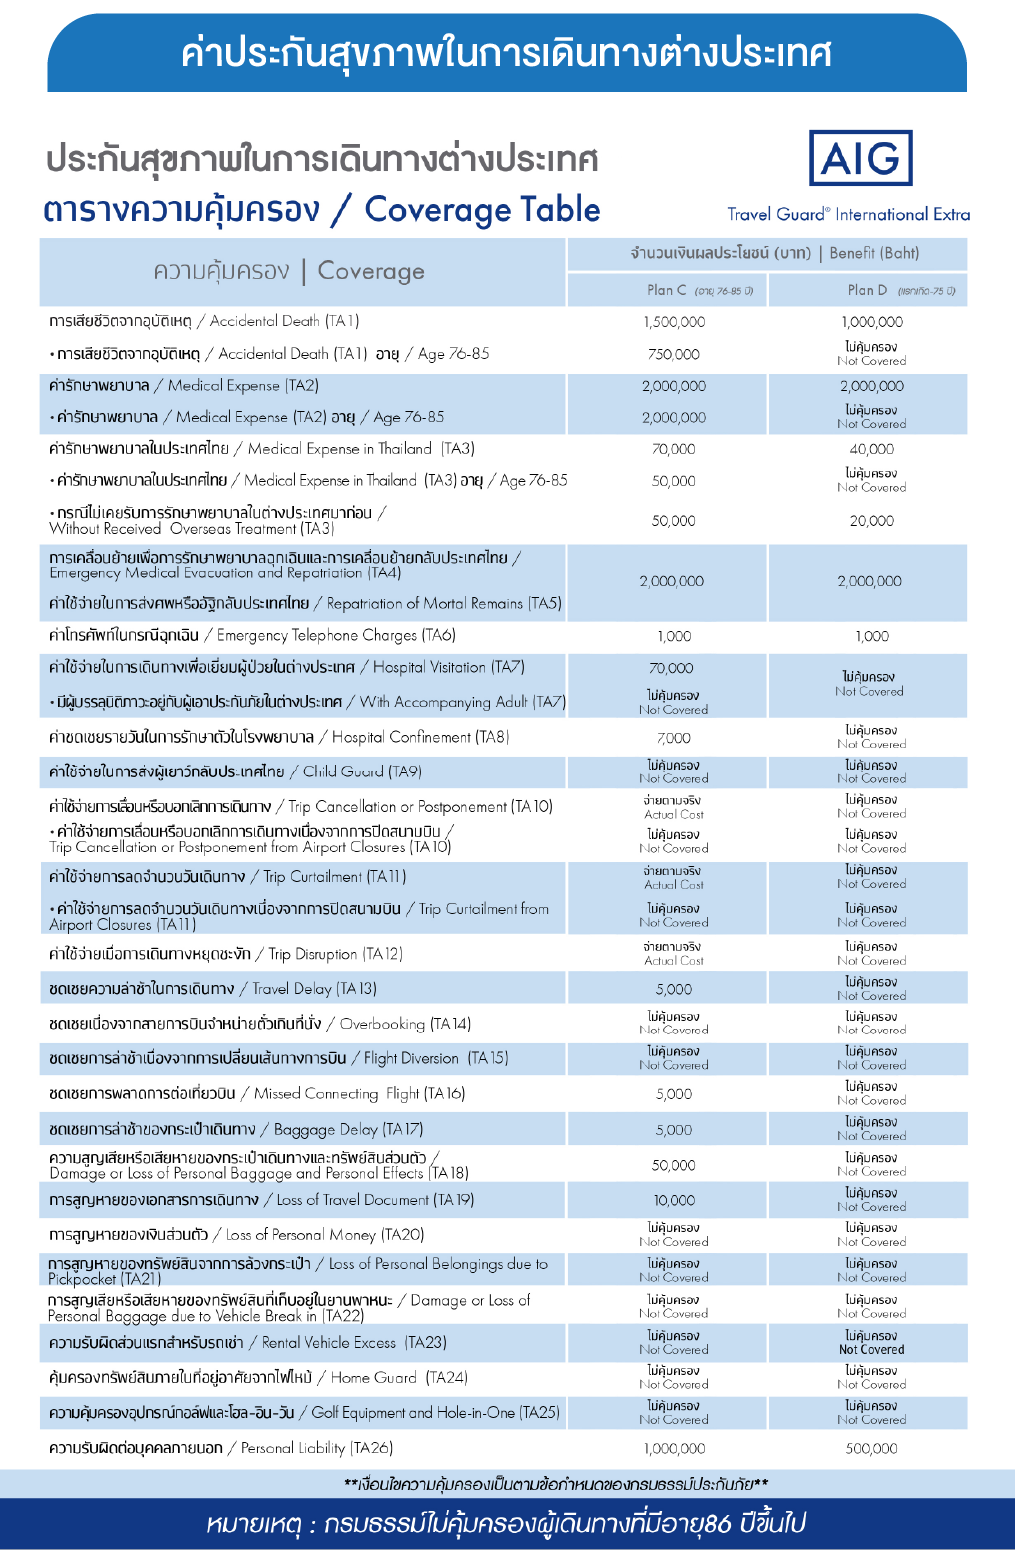 ค่าประกันสุขภาพในการเดินทางต่างประเทศ
ประกันสุขภาพในการเดินทางต่างประเทศ
AIG
ตารางความคุ้มครอง / Coverage Table
Travel Guard® International Extra
ความคุ้มครอง | Coverage
จำนวนเงินผลประโยชน์ (บาท) | Benefit (Baht)
Plan C (อายุ 76-85 ปี) Plan D (แรกเกิด-75 ปี)
การเสียชีวิตจากอุบัติเหตุ / Accidental Death (TA1) 1,500,000 1,000,000
• การเสียชีวิตจากอุบัติเหตุ / Accidental Death (TA1) อายุ / Age 76-85 750,000 ไม่คุ้มครอง
Not Covered
ค่ารักษาพยาบาล / Medical Expense (TA2) 2,000,000 2,000,000
• ค่ารักษาพยาบาล / Medical Expense (TA2) อายุ / Age 76-85 2,000,000 ไม่คุ้มครอง
Not Covered
ค่ารักษาพยาบาลในประเทศไทย / Medical Expense in Thailand (TA3) 70,000 40,000
• ค่ารักษาพยาบาลในประเทศไทย / Medical Expense in Thailand (TA3) อายุ / Age 76-85 50,000 ไม่คุ้มครอง
Not Covered
• กรณีไม่เคยรับการรักษาพยาบาลในต่างประเทศมาก่อน /
Without Received Overseas Treatment (TA3) 50,000 20,000
การเคลื่อนย้ายเพื่อการรักษาพยาบาลฉุกเฉินและการเคลื่อนย้ายกลับประเทศไทย /
Emergency Medical Evacuation and Repatriation (TA4)
2,000,000 2,000,000
ค่าใช้จ่ายในการส่งศพหรืออัฐิกลับประเทศไทย / Repatriation of Mortal Remains (TA5)
ค่าโทรศัพท์ในกรณีฉุกเฉิน / Emergency Telephone Charges (TA6) 1,000 1,000
ค่าใช้จ่ายในการเดินทางเพื่อเยี่ยมผู้ป่วยในต่างประเทศ / Hospital Visitation (TA7) 70,000
ไม่คุ้มครอง
Not Covered
• มีผู้บรรลุนิติภาวะอยู่กับผู้เอาประกันภัยในต่างประเทศ / With Accompanying Adult (TA7) ไม่คุ้มครอง
Not Covered
ค่าชดเชยรายวันในการรักษาตัวในโรงพยาบาล / Hospital Confinement (TA8) 7,000 ไม่คุ้มครอง
Not Covered
ค่าใช้จ่ายในการส่งผู้เยาว์กลับประเทศไทย / Child Guard (TA9) ไม่คุ้มครอง ไม่คุ้มครอง
Not Covered Not Covered
ค่าใช้จ่ายการเลื่อนหรือบอกเลิกการเดินทาง / Trip Cancellation or Postponement (TA10) จ่ายตามจริง ไม่คุ้มครอง
Actual Cost Not Covered
• ค่าใช้จ่ายการเลื่อนหรือบอกเลิกการเดินทางเนื่องจากการปิดสนามบิน / ไม่คุ้มครอง ไม่คุ้มครอง
Trip Cancellation or Postponement from Airport Closures (TA10) Not Covered Not Covered
ค่าใช้จ่ายการลดจำนวนวันเดินทาง / Trip Curtailment (TA11) จ่ายตามจริง ไม่คุ้มครอง
Actual Cost Not Covered
• ค่าใช้จ่ายการลดจำนวนวันเดินทางเนื่องจากการปิดสนามบิน / Trip Curtailment from ไม่คุ้มครอง ไม่คุ้มครอง
Airport Closures (TA11) Not Covered Not Covered
ค่าใช้จ่ายเมื่อการเดินทางหยุดชะงัก / Trip Disruption (TA12) จ่ายตามจริง ไม่คุ้มครอง
Actual Cost Not Covered
ชดเชยความล่าช้าในการเดินทาง / Travel Delay (TA13) 5,000 ไม่คุ้มครอง
Not Covered
ชดเชยเนื่องจากสายการบินจำหน่ายตั๋วเกินที่นั่ง / Overbooking (TA14) ไม่คุ้มครอง ไม่คุ้มครอง
Not Covered Not Covered
ชดเชยการล่าช้าเนื่องจากการเปลี่ยนเส้นทางการบิน / Flight Diversion (TA15) ไม่คุ้มครอง ไม่คุ้มครอง
Not Covered Not Covered
ชดเชยการพลาดการต่อเที่ยวบิน / Missed Connecting Flight (TA16) 5,000 ไม่คุ้มครอง
Not Covered
ชดเชยการล่าช้าของกระเป๋าเดินทาง / Baggage Delay (TA17) 5,000 ไม่คุ้มครอง
Not Covered
ความสูญเสียหรือเสียหายของกระเป๋าเดินทางและทรัพย์สินส่วนตัว / 50,000 ไม่คุ้มครอง
Damage or Loss of Personal Baggage and Personal Effects (TA18) Not Covered
การสูญหายของเอกสารการเดินทาง / Loss of Travel Document (TA19) 10,000 ไม่คุ้มครอง
Not Covered
การสูญหายของเงินส่วนตัว / Loss of Personal Money (TA20) ไม่คุ้มครอง ไม่คุ้มครอง
Not Covered Not Covered
การสูญหายของทรัพย์สินจากการล้วงกระเป๋า / Loss of Personal Belongings due to ไม่คุ้มครอง ไม่คุ้มครอง
Pickpocket (TA21) Not Covered Not Covered
การสูญเสียหรือเสียหายของทรัพย์สินที่เก็บอยู่ในยานพาหนะ / Damage or Loss of ไม่คุ้มครอง ไม่คุ้มครอง
Personal Baggage due to Vehicle Break in (TA22) Not Covered Not Covered
ความรับผิดส่วนแรกสำหรับรถเช่า / Rental Vehicle Excess (TA23) ไม่คุ้มครอง ไม่คุ้มครอง
Not Covered Not Covered
คุ้มครองทรัพย์สินภายในที่อยู่อาศัยจากไฟไหม้ / Home Guard (TA24) ไม่คุ้มครอง ไม่คุ้มครอง
Not Covered Not Covered
ความคุ้มครองอุปกรณ์กอล์ฟและโฮล-อิน-วัน / Golf Equipment and Hole-in-One (TA25) ไม่คุ้มครอง ไม่คุ้มครอง
Not Covered Not Covered
ความรับผิดต่อบุคคลภายนอก / Personal Liability (TA26) 1,000,000 500,000
**เงื่อนไขความคุ้มครองเป็นตามข้อกำหนดของกรมธรรม์ประกันภัย**
หมายเหตุ : กรมธรรม์ไม่คุ้มครองผู้เดินทางที่มีอายุ86 ปีขึ้นไป